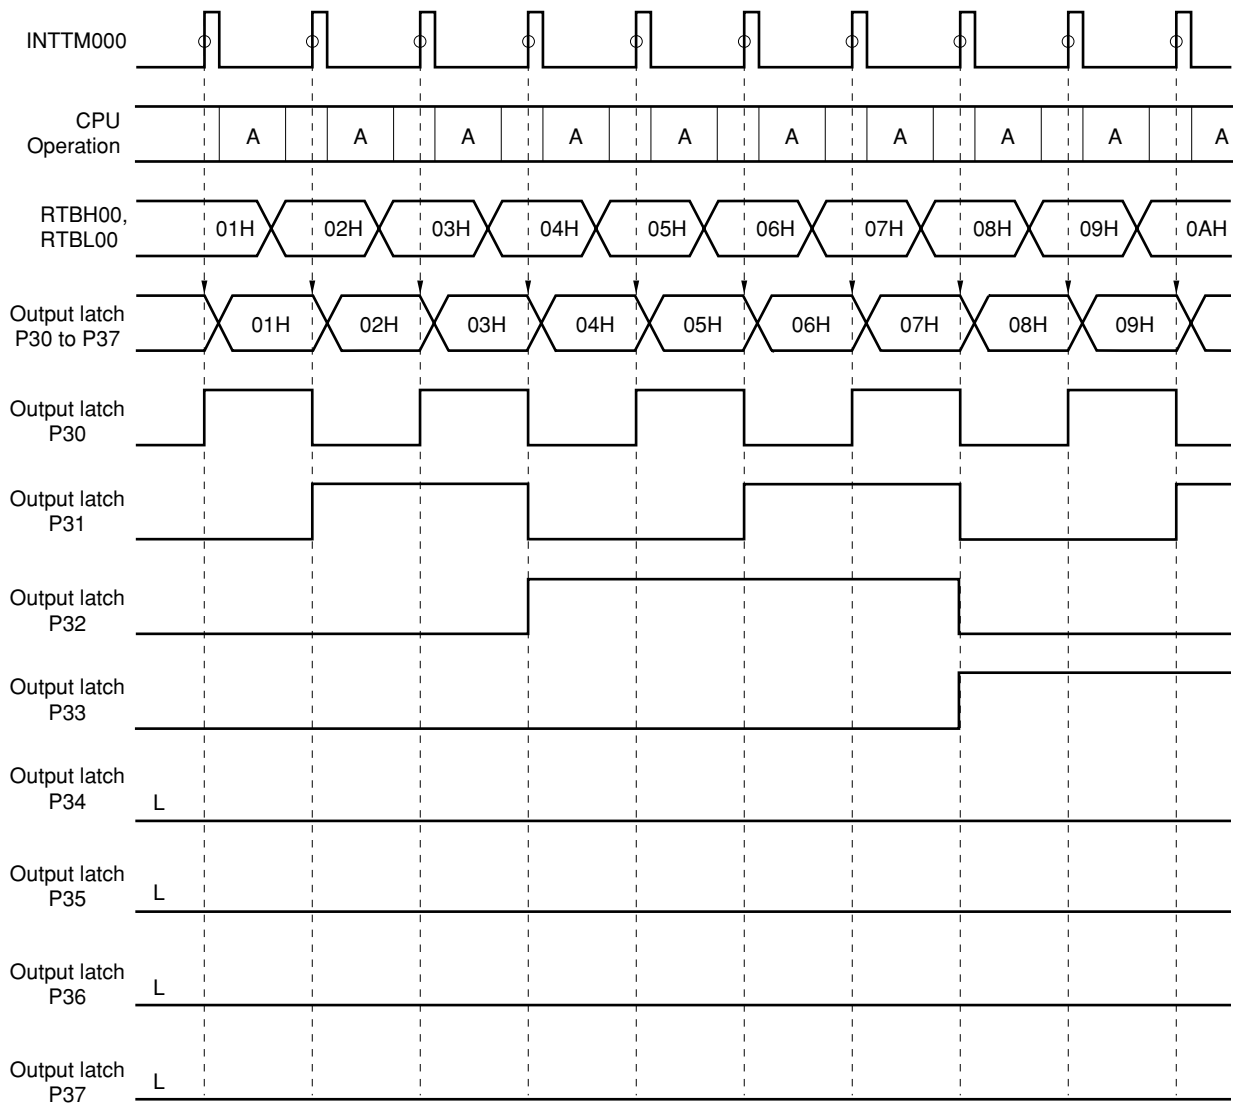 INTTM000
CPU
Operation
A A A A A A A A A A
RTBH00,
RTBL00
01H 02H 03H 04H 05H 06H 07H 08H 09H 0AH
Output latch
P30 to P37
01H 02H 03H 04H 05H 06H 07H 08H 09H
Output latch
P30
Output latch
P31
Output latch
P32
Output latch
P33
Output latch
P34
L
Output latch
P35
L
Output latch
P36
L
Output latch
P37
L